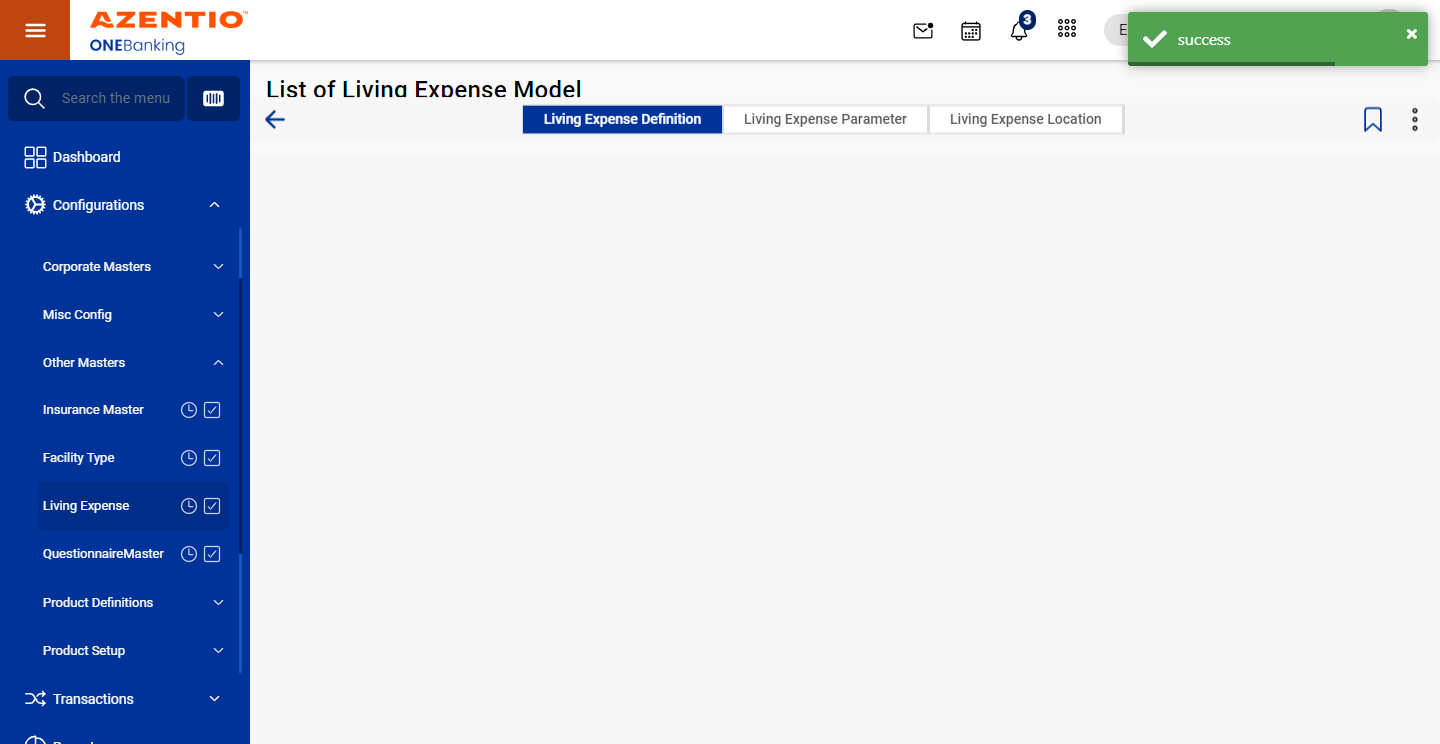 AZENTIO™
ONEBanking
3
E
success
Search the menu
List of Living Expense Model
Living Expense Definition
Living Expense Parameter
Living Expense Location
Dashboard
Configurations
Corporate Masters
Misc Config
Other Masters
Insurance Master
Facility Type
Living Expense
QuestionnaireMaster
Product Definitions
Product Setup
Transactions